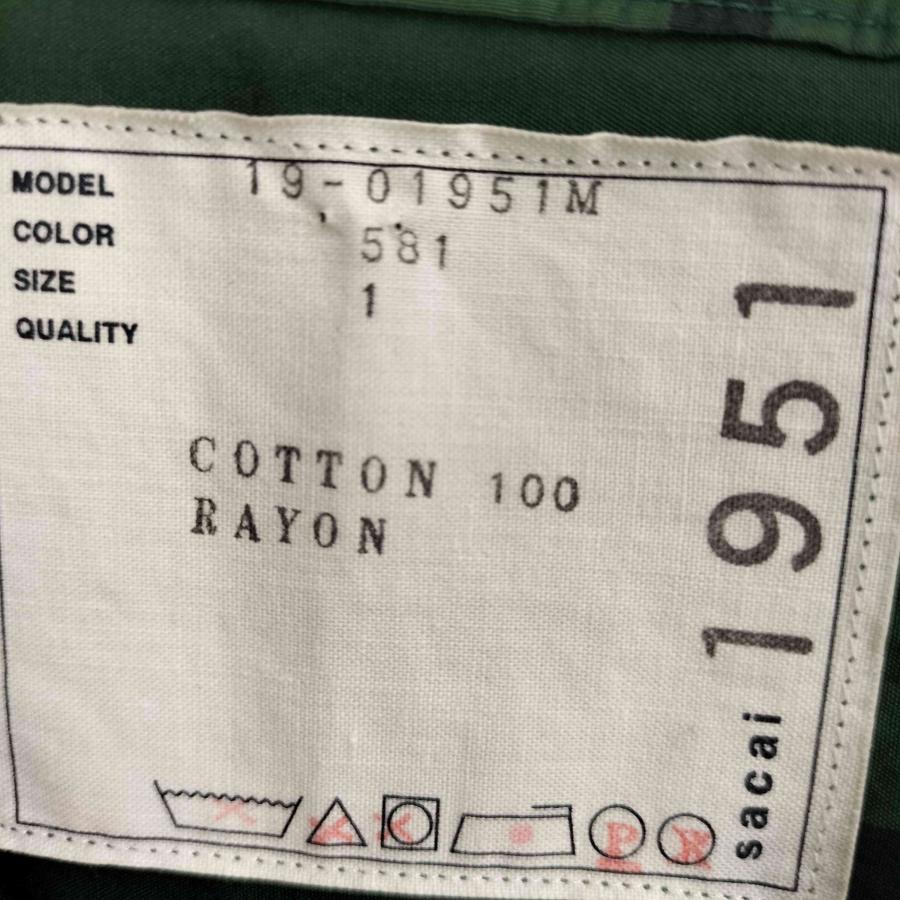 MODEL 19-01951M
COLOR 581
SIZE 1
QUALITY
COTTON 100
RAYON
P
W
sacai 1951